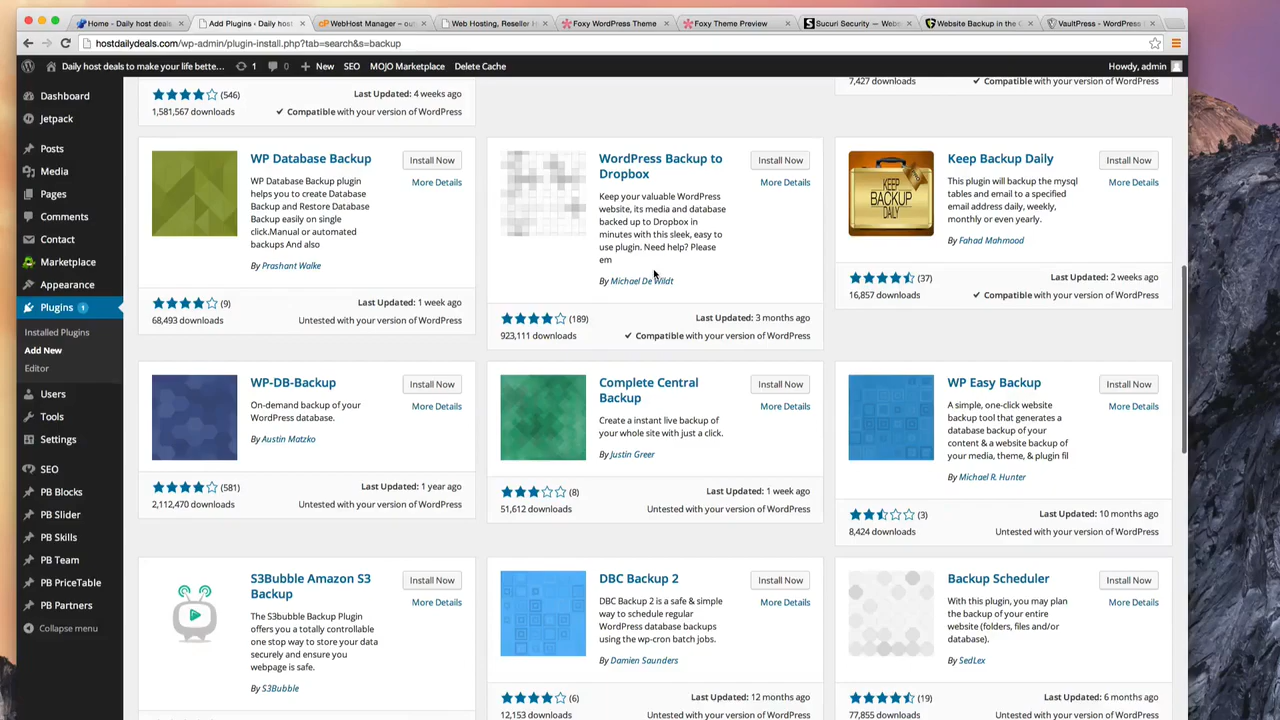 Home - Daily host deals
Add Plugins ‹ Daily host
WebHost Manager – ou
Web Hosting, Reseller H
Foxy WordPress Theme
Foxy Theme Preview
Sucuri Security — Web
Website Backup in the C
VaultPress - WordPress
hostdailydeals.com/wp-admin/plugin-install.php?tab=search&s=backup
Daily host deals to make your life bette... 1 0 New SEO MOJO Marketplace Delete Cache Howdy, admin
Dashboard
Jetpack
Posts
Media
Pages
Comments
Contact
Marketplace
Appearance
Plugins 1
Installed Plugins
Add New
Editor
Users
Tools
Settings
SEO
PB Blocks
PB Slider
PB Skills
PB Team
PB PriceTable
PB Partners
Collapse menu
(546) Last Updated: 4 weeks ago
1,581,567 downloads Compatible with your version of WordPress
7,427 downloads Compatible with your version of WordPress
WP Database Backup
Install Now
More Details
WP Database Backup plugin
helps you to create Database
Backup and Restore Database
Backup easily on single
click.Manual or automated
backups And also
By Prashant Walke
(9) Last Updated: 1 week ago
68,493 downloads Untested with your version of WordPress
WordPress Backup to
Dropbox
Install Now
More Details
Keep your valuable WordPress
website, its media and database
backed up to Dropbox in
minutes with this sleek, easy to
use plugin. Need help? Please
em
By Michael De Wildt
(189) Last Updated: 3 months ago
923,111 downloads Compatible with your version of WordPress
KEEP
BACKUP
DAILY
Keep Backup Daily
Install Now
More Details
This plugin will backup the mysql
tables and email to a specified
email address daily, weekly,
monthly or even yearly.
By Fahad Mahmood
(37) Last Updated: 2 weeks ago
16,857 downloads Compatible with your version of WordPress
WP-DB-Backup
Install Now
More Details
On-demand backup of your
WordPress database.
By Austin Matzko
(581) Last Updated: 1 year ago
2,112,470 downloads Untested with your version of WordPress
Complete Central
Backup
Install Now
More Details
Create a instant live backup of
your whole site with just a click.
By Justin Greer
(8) Last Updated: 1 week ago
51,612 downloads Untested with your version of WordPress
WP Easy Backup
Install Now
More Details
A simple, one-click website
backup tool that generates a
database backup of your
content & a website backup of
your media, theme, & plugin fil
By Michael R. Hunter
(3) Last Updated: 10 months ago
8,424 downloads Untested with your version of WordPress
S3Bubble Amazon S3
Backup
Install Now
More Details
The S3bubble Backup Plugin
offers you a totally controllable
one stop way to store your data
securely and ensure you
webpage is safe.
By S3Bubble
DBC Backup 2
Install Now
More Details
DBC Backup 2 is a safe & simple
way to schedule regular
WordPress database backups
using the wp-cron batch jobs.
By Damien Saunders
(6) Last Updated: 12 months ago
12,153 downloads Untested with your version of WordPress
Backup Scheduler
Install Now
More Details
With this plugin, you may plan
the backup of your entire
website (folders, files and/or
database).
By SedLex
(19) Last Updated: 6 months ago
77,855 downloads Untested with your version of WordPress